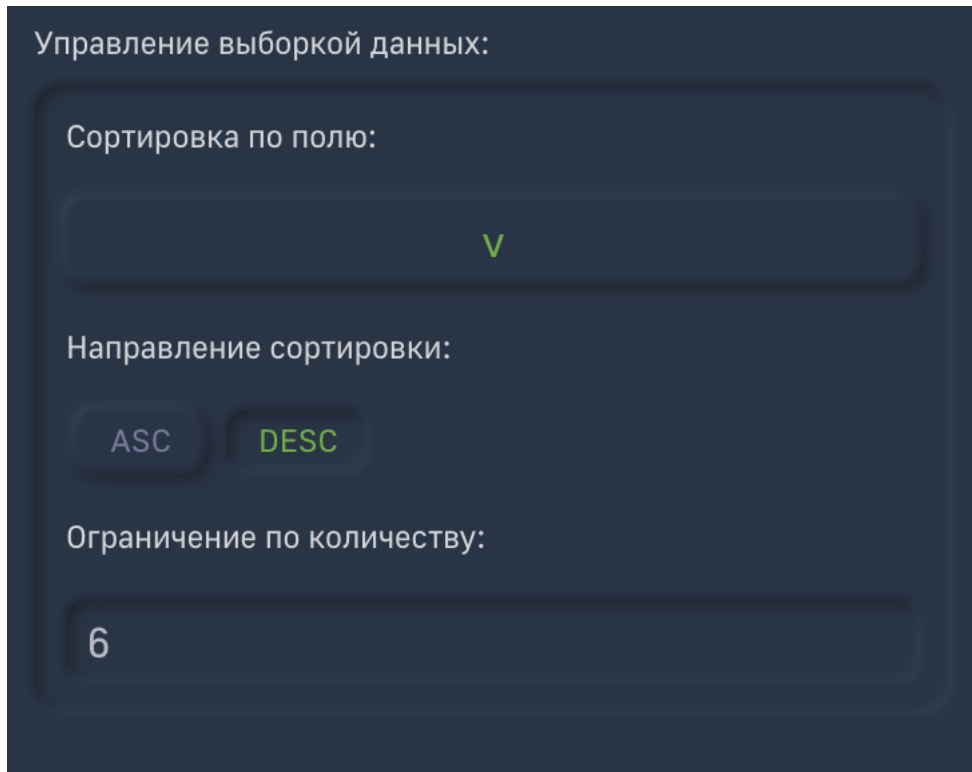 Управление выборкой данных:
Сортировка по полю:
v
Направление сортировки:
ASC DESC
Ограничение по количеству:
6